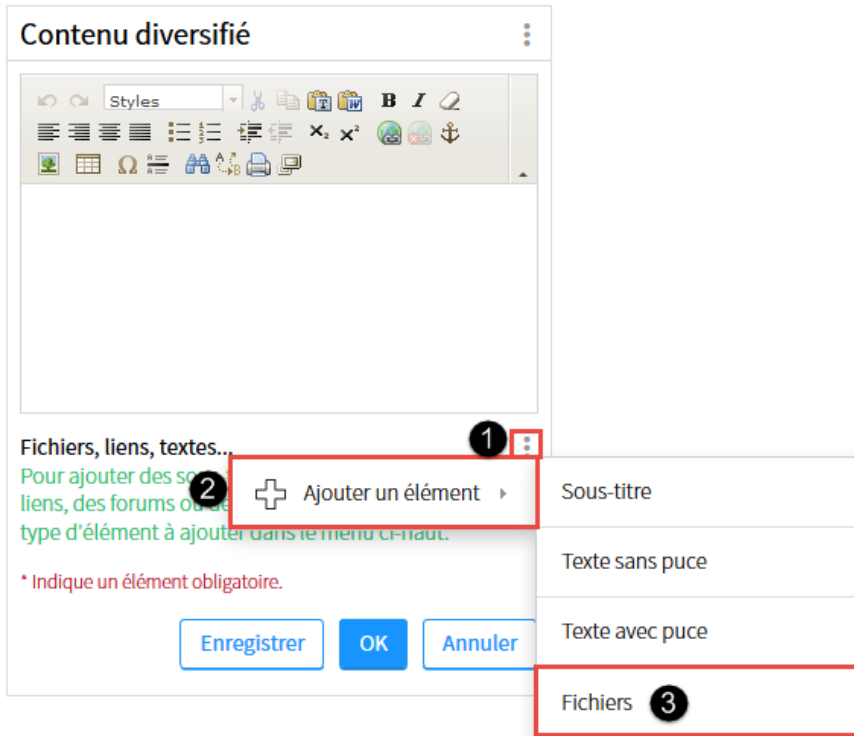 Contenu diversifié
Styles
B I
Fichiers, liens, textes...
1
Pour ajouter des so
2
Ajouter un élément
liens, des forums ou
type d'élément à ajouter dans le menu ci-haut.
* Indique un élément obligatoire.
Enregistrer OK Annuler
Sous-titre
Texte sans puce
Texte avec puce
Fichiers 3